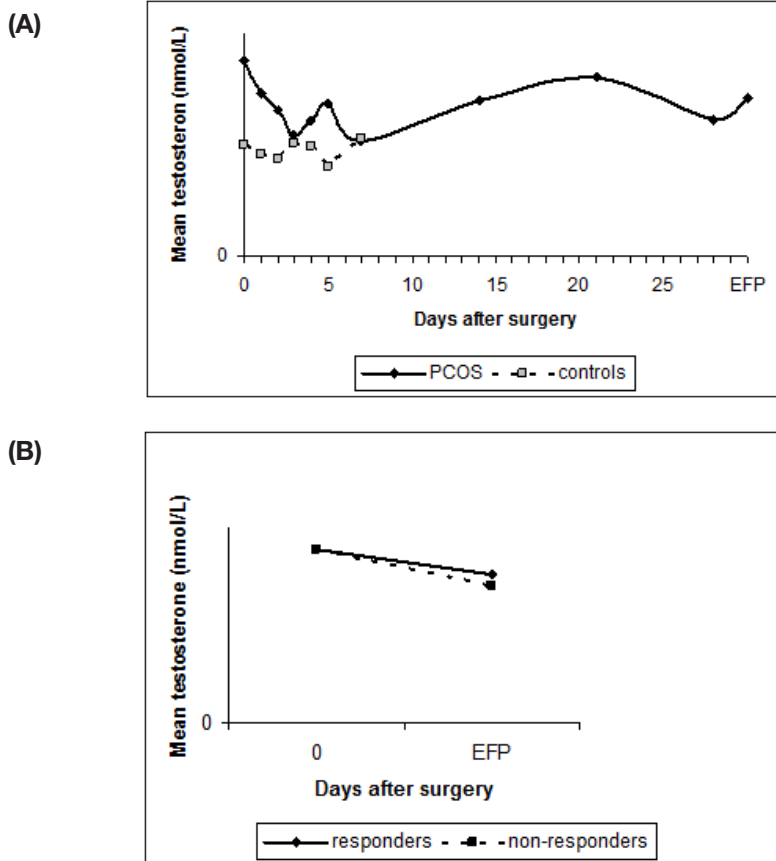 (A)
Mean testosteron (nmol/L)
0
0 5 10 15 20 25 EFP
Days after surgery
PCOS controls
(B)
Mean testosterone (nmol/L)
0
0 EFP
Days after surgery
responders non-responders